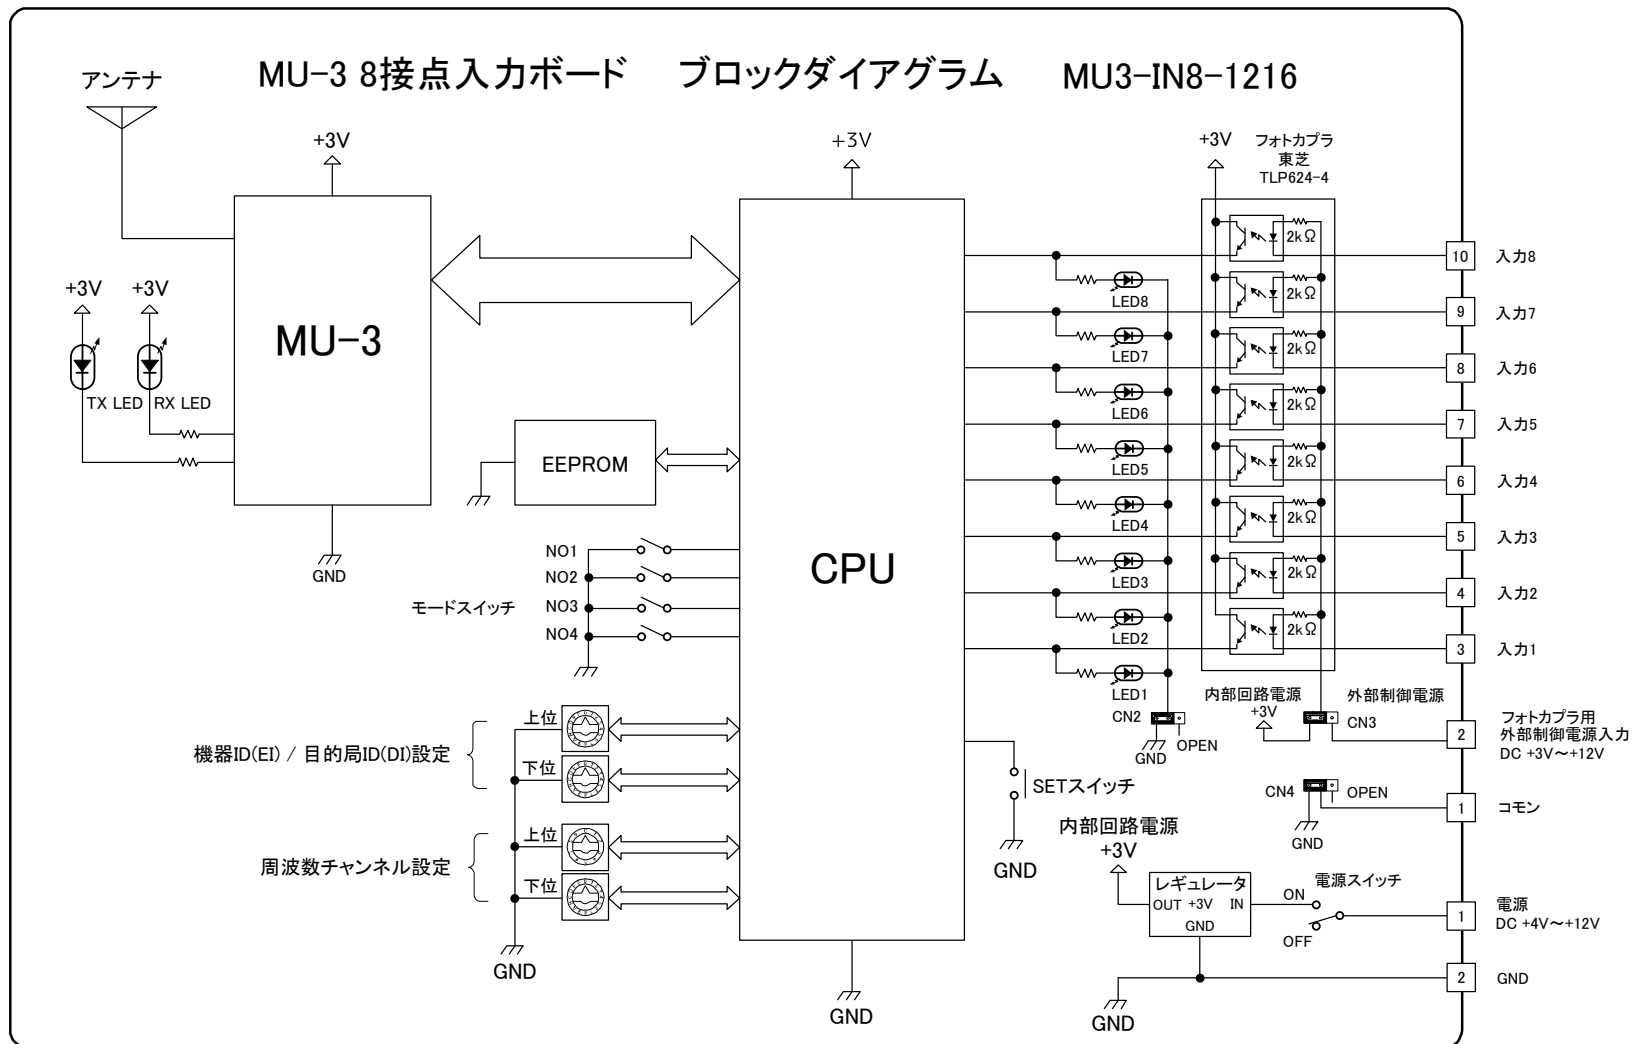 MU-3 8接点入力ボード ブロックダイアグラム MU3-IN8-1216
アンテナ
+3V
+3V
+3V
フォトカプラ
東芝
TLP624-4
+3V
+3V
TX LED
RX LED
MU-3
GND
EEPROM
CPU
NO1
NO2
NO3
NO4
モードスイッチ
機器ID(EI) / 目的局ID(DI)設定
上位
下位
周波数チャンネル設定
上位
下位
GND
GND
2kΩ
2kΩ
2kΩ
2kΩ
2kΩ
2kΩ
2kΩ
2kΩ
LED8
LED7
LED6
LED5
LED4
LED3
LED2
LED1
10 入力8
9 入力7
8 入力6
7 入力5
6 入力4
5 入力3
4 入力2
3 入力1
CN2
GND
OPEN
内部回路電源
+3V
外部制御電源
CN3
2
フォトカプラ用
外部制御電源入力
DC +3V～+12V
CN4
OPEN
GND
1 コモン
SETスイッチ
GND
内部回路電源
+3V
レギュレータ
OUT +3V IN
GND
電源スイッチ
ON
OFF
1
電源
DC +4V～+12V
2 GND
GND